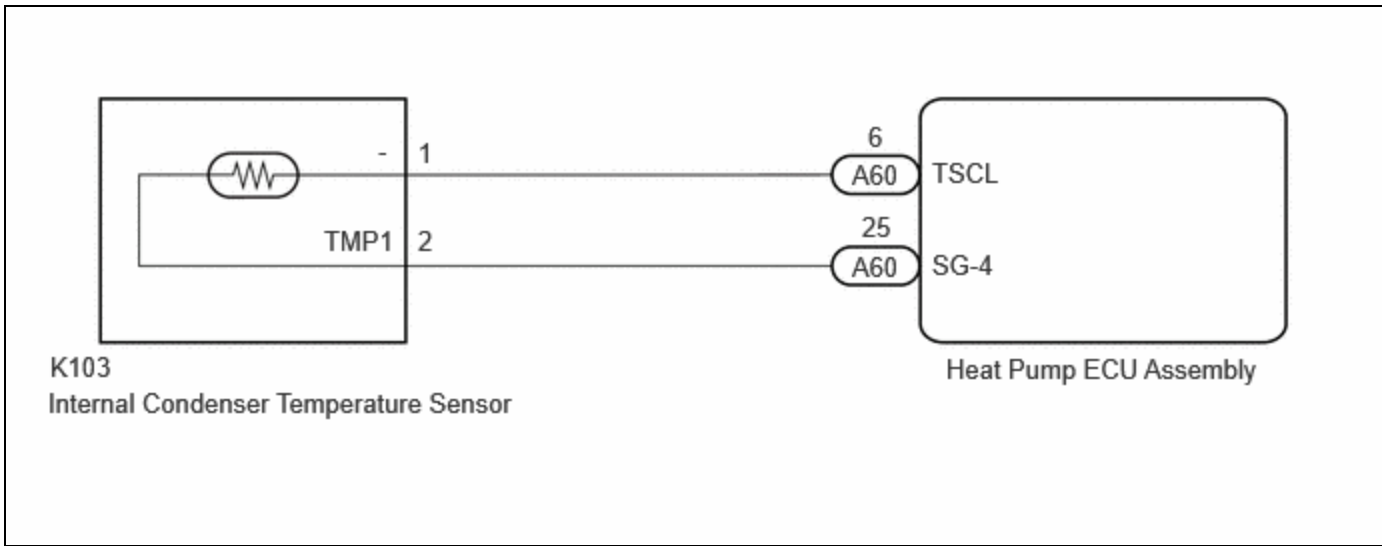 6
- 1
A60 TSCL
25
TMP1 2
A60 SG-4
K103
Internal Condenser Temperature Sensor
Heat Pump ECU Assembly